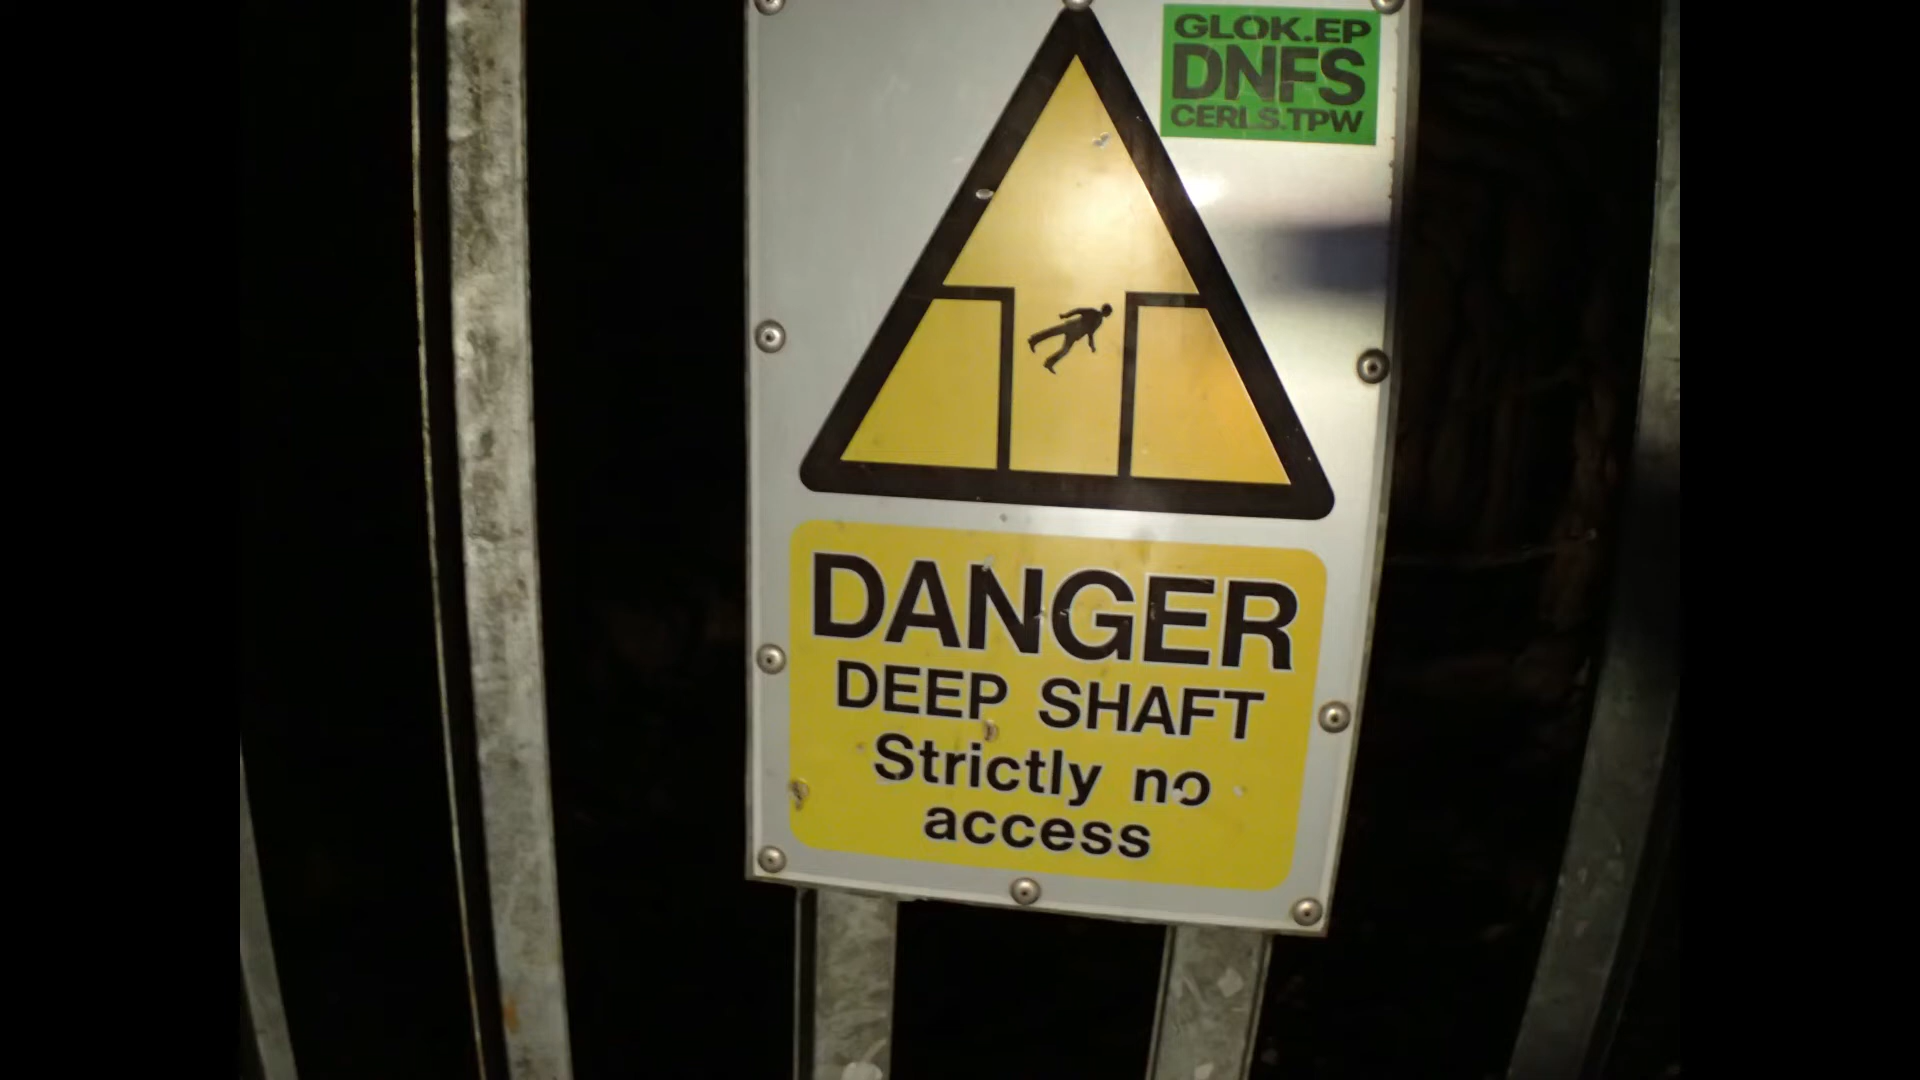 GLOK.EP
DNFS
CERLS.TPW
DANGER
DEEP SHAFT
Strictly no
access